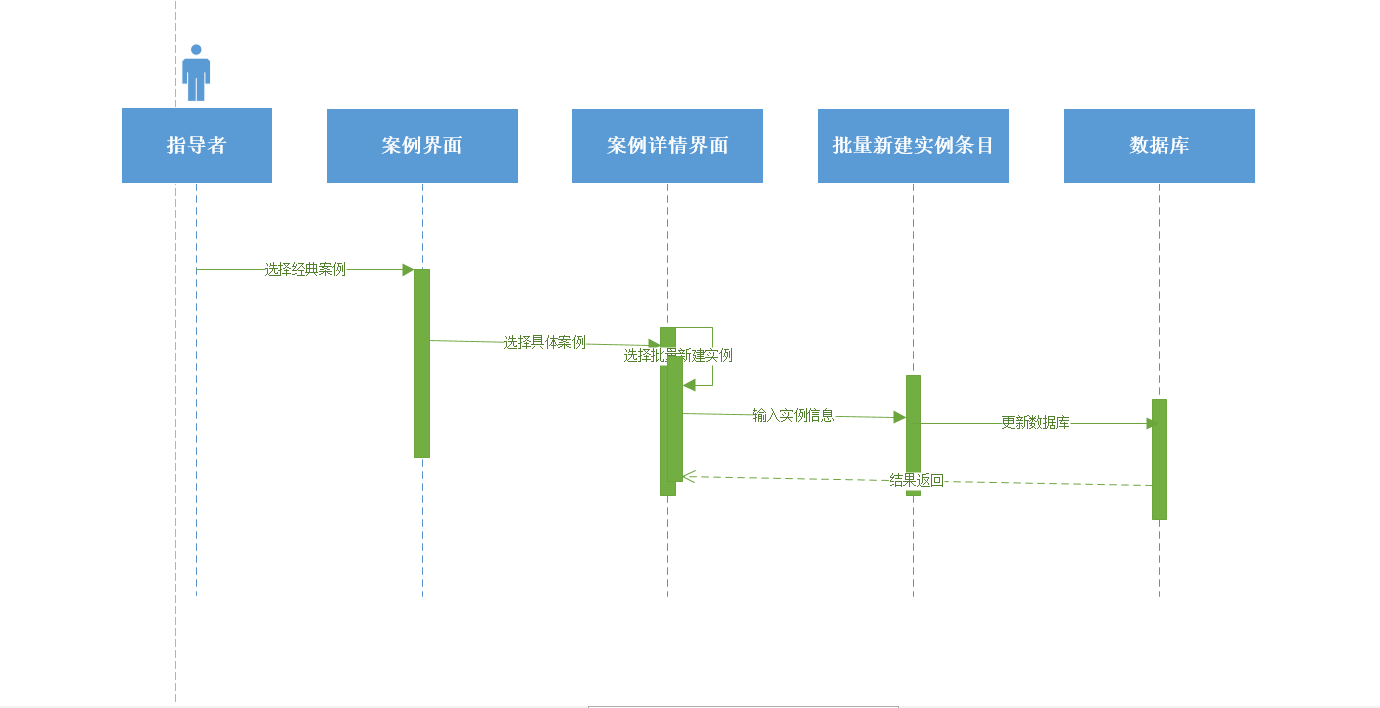 指导者
案例界面
案例详情界面
批量新建实例条目
数据库
选择经典案例
选择具体案例
选择批量新建实例
输入实例信息
更新数据库
结果返回